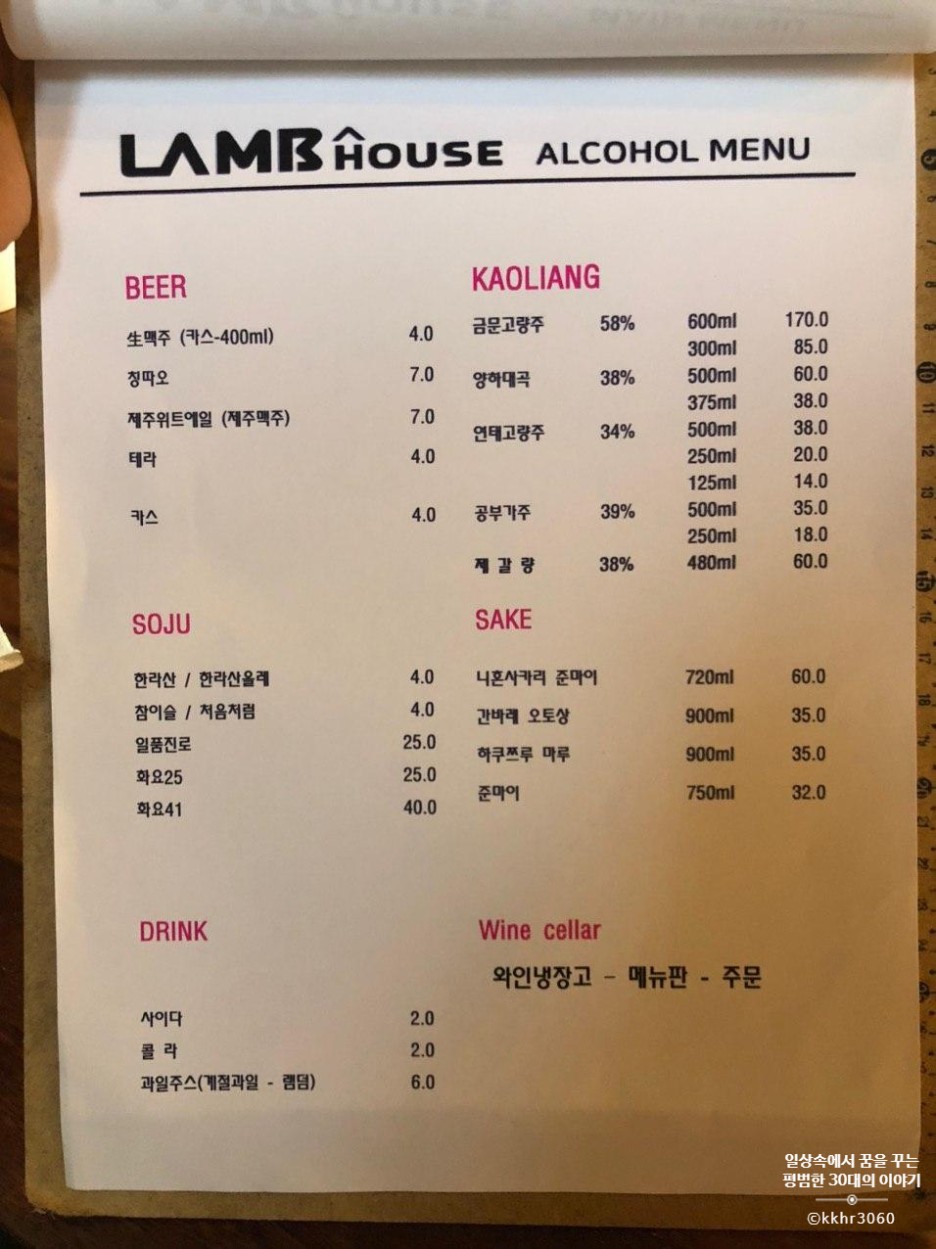 LAMB HOUSE ALCOHOL MENU
BEER
生맥주 (카스-400ml) 4.0
칭따오 7.0
제주위트에일 (제주맥주) 7.0
테라 4.0
카스 4.0
KAOLIANG
금문고량주 58% 600ml 170.0
300ml 85.0
양하대곡 38% 500ml 60.0
375ml 38.0
연태고량주 34% 500ml 38.0
250ml 20.0
125ml 14.0
공부가주 39% 500ml 35.0
250ml 18.0
제 갈 량 38% 480ml 60.0
SOJU
한라산 / 한라산올레 4.0
참이슬 / 처음처럼 4.0
일품진로 25.0
화요25 25.0
화요41 40.0
SAKE
니혼사카리 준마이 720ml 60.0
간바레 오토상 900ml 35.0
하쿠쯔루 마루 900ml 35.0
준마이 750ml 32.0
DRINK
사이다 2.0
콜 라 2.0
과일주스(계절과일 - 램덤) 6.0
Wine cellar
와인냉장고 - 메뉴판 - 주문
일상속에서 꿈을 꾸는
평범한 30대의 이야기
©kkhr3060